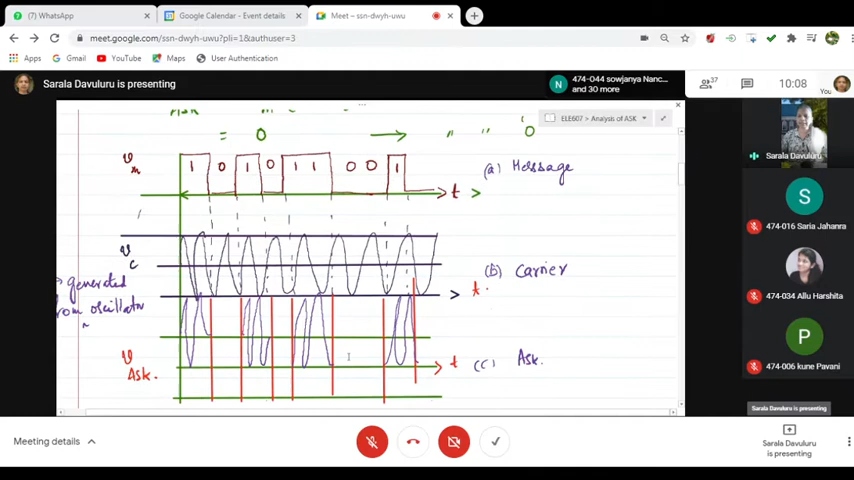 (7) WhatsApp
Google Calendar - Event details
Meet – ssn-dwyh-uwu
meet.google.com/ssn-dwyh-uwu?pli=1&authuser=3
Apps
Gmail
YouTube
Maps
User Authentication
Sarala Davuluru is presenting
N
474-044 sowjanya Nanc...
and 30 more
37
10:08
You
ASK
ELE607 > Analysis of ASK
= 0 → " " '0
Vm
1 0 1 0 1 1 0 0 1
t
(a) Message
Vc
t.
(b) Carrier
generated
from oscillator
V
Ask.
t
(c) Ask.
Sarala Davuluru
S
474-016 Saria Jahanra
474-034 Allu Harshita
P
474-006 kune Pavani
Sarala Davuluru is presenting
Meeting details
Sarala Davuluru
is presenting